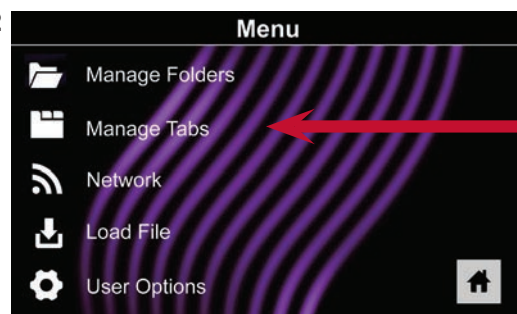 Menu
Manage Folders
Manage Tabs
Network
Load File
User Options